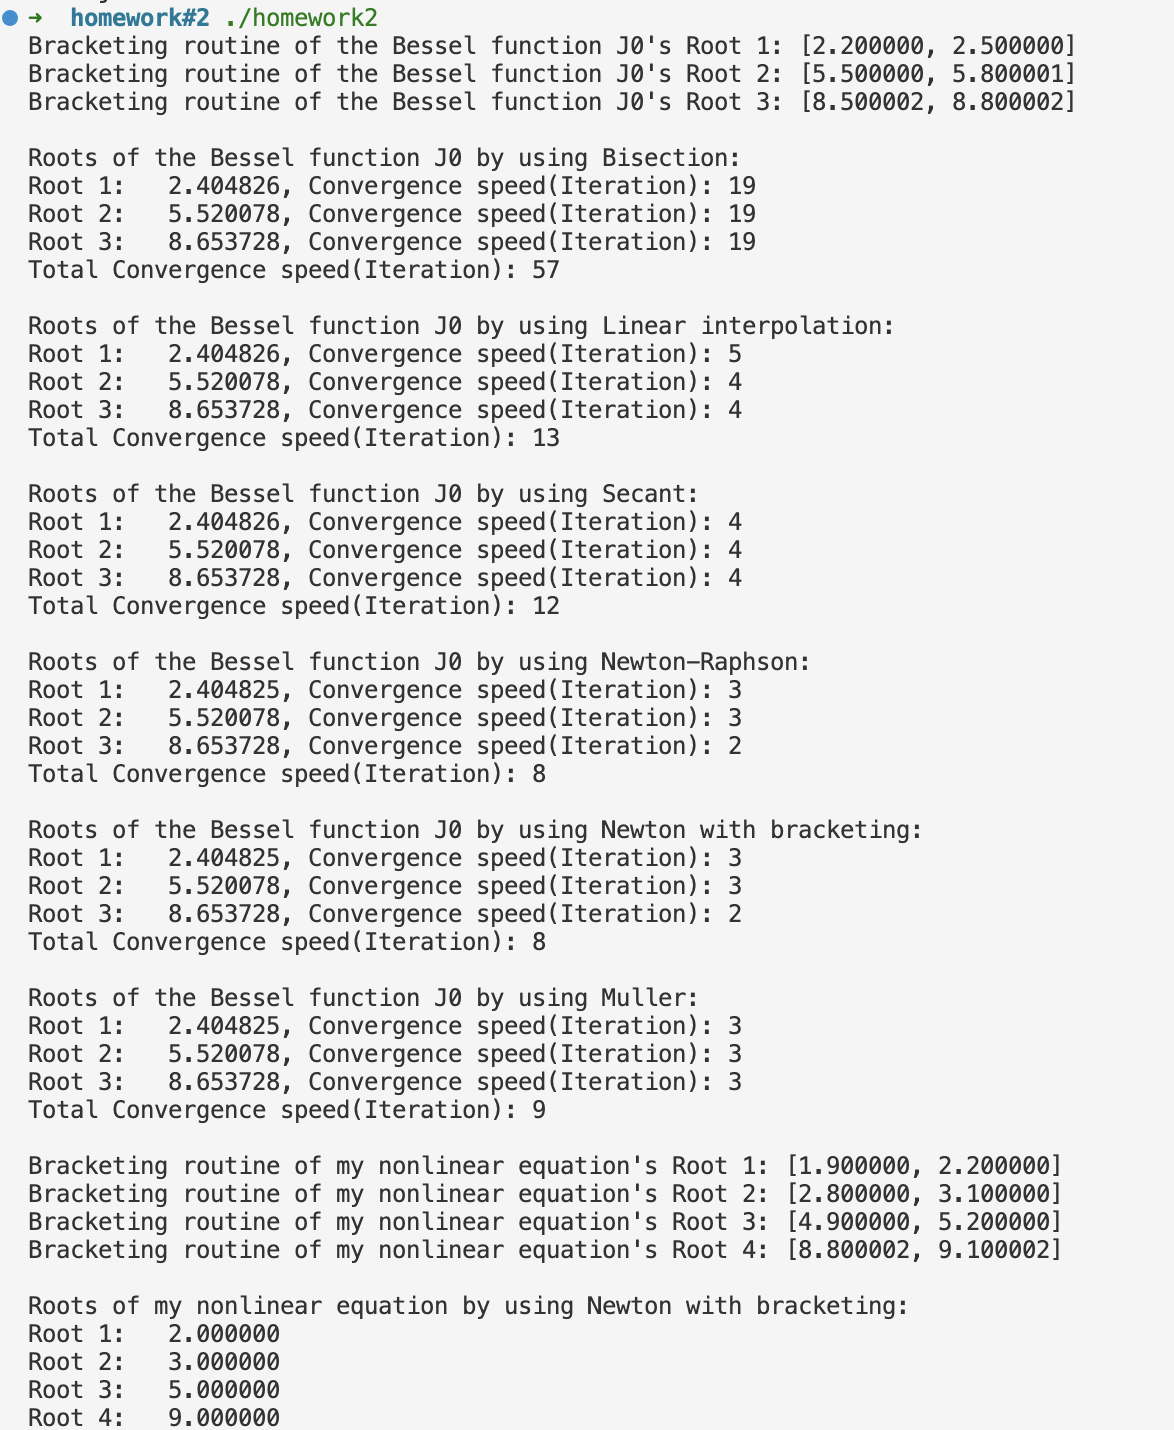 ➜ homework#2 ./homework2
Bracketing routine of the Bessel function J0's Root 1: [2.200000, 2.500000]
Bracketing routine of the Bessel function J0's Root 2: [5.500000, 5.800001]
Bracketing routine of the Bessel function J0's Root 3: [8.500002, 8.800002]

Roots of the Bessel function J0 by using Bisection:
Root 1:   2.404826, Convergence speed(Iteration): 19
Root 2:   5.520078, Convergence speed(Iteration): 19
Root 3:   8.653728, Convergence speed(Iteration): 19
Total Convergence speed(Iteration): 57

Roots of the Bessel function J0 by using Linear interpolation:
Root 1:   2.404826, Convergence speed(Iteration): 5
Root 2:   5.520078, Convergence speed(Iteration): 4
Root 3:   8.653728, Convergence speed(Iteration): 4
Total Convergence speed(Iteration): 13

Roots of the Bessel function J0 by using Secant:
Root 1:   2.404826, Convergence speed(Iteration): 4
Root 2:   5.520078, Convergence speed(Iteration): 4
Root 3:   8.653728, Convergence speed(Iteration): 4
Total Convergence speed(Iteration): 12

Roots of the Bessel function J0 by using Newton-Raphson:
Root 1:   2.404825, Convergence speed(Iteration): 3
Root 2:   5.520078, Convergence speed(Iteration): 3
Root 3:   8.653728, Convergence speed(Iteration): 2
Total Convergence speed(Iteration): 8

Roots of the Bessel function J0 by using Newton with bracketing:
Root 1:   2.404825, Convergence speed(Iteration): 3
Root 2:   5.520078, Convergence speed(Iteration): 3
Root 3:   8.653728, Convergence speed(Iteration): 2
Total Convergence speed(Iteration): 8

Roots of the Bessel function J0 by using Muller:
Root 1:   2.404825, Convergence speed(Iteration): 3
Root 2:   5.520078, Convergence speed(Iteration): 3
Root 3:   8.653728, Convergence speed(Iteration): 3
Total Convergence speed(Iteration): 9

Bracketing routine of my nonlinear equation's Root 1: [1.900000, 2.200000]
Bracketing routine of my nonlinear equation's Root 2: [2.800000, 3.100000]
Bracketing routine of my nonlinear equation's Root 3: [4.900000, 5.200000]
Bracketing routine of my nonlinear equation's Root 4: [8.800002, 9.100002]

Roots of my nonlinear equation by using Newton with bracketing:
Root 1:   2.000000
Root 2:   3.000000
Root 3:   5.000000
Root 4:   9.000000